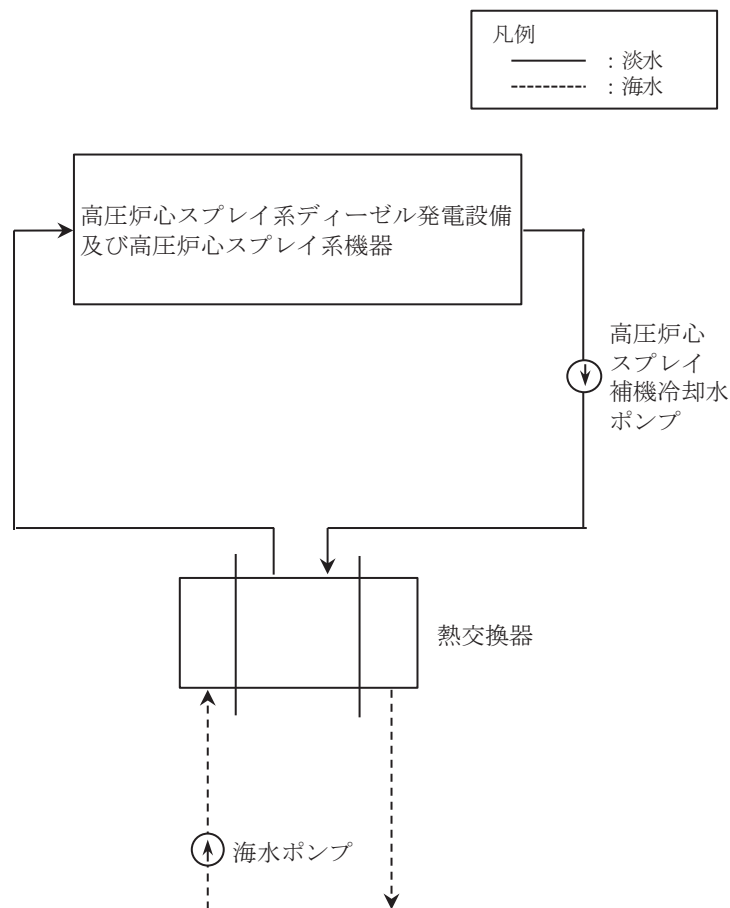 凡例
：淡水
：海水
高圧炉心スプレイ系ディーゼル発電設備
及び高圧炉心スプレイ系機器
高圧炉心
スプレイ
補機冷却水
ポンプ
熱交換器
海水ポンプ